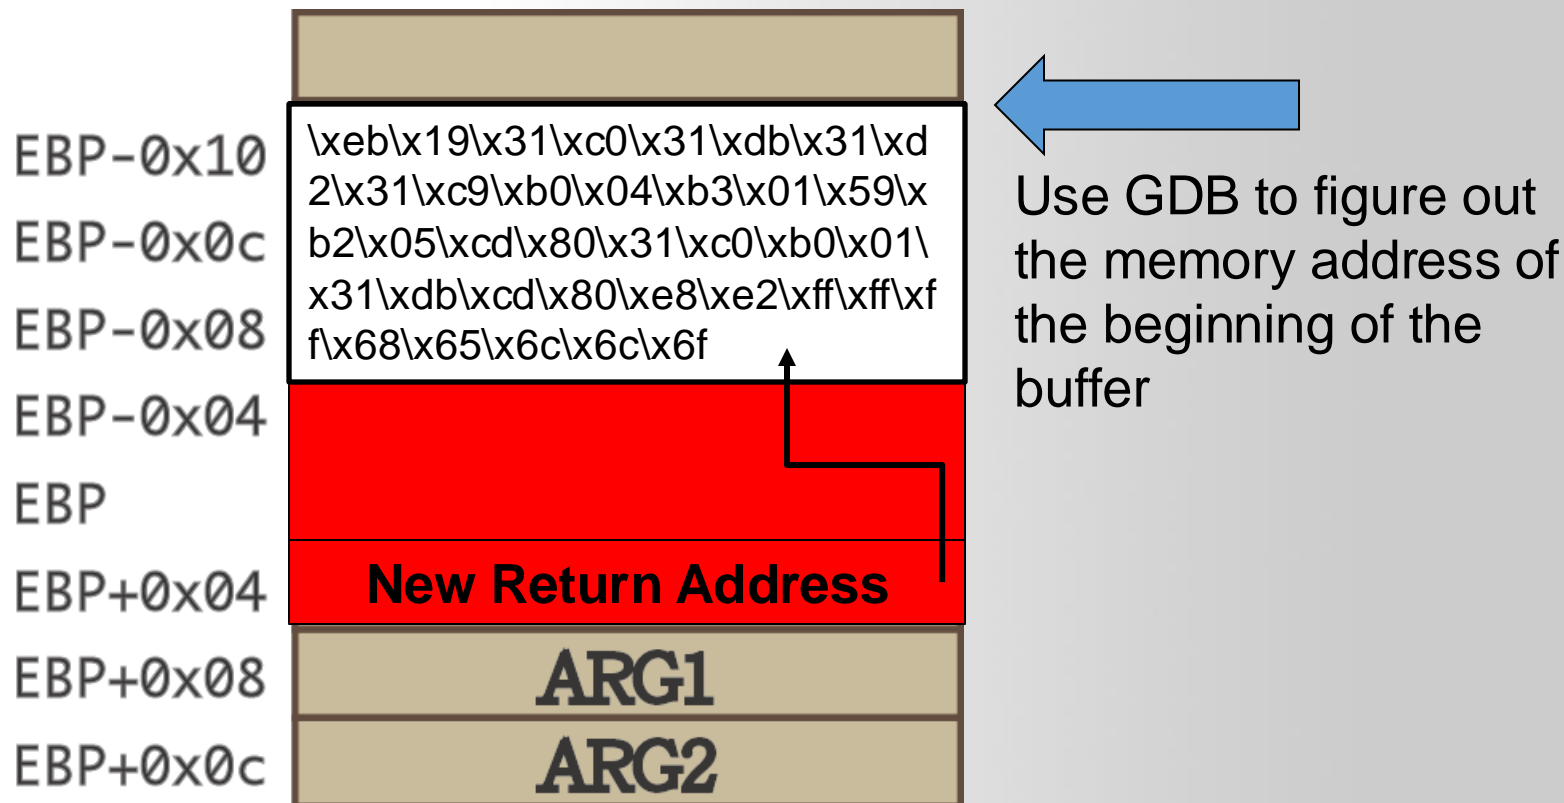 EBP-0x10
\xeb\x19\x31\xc0\x31\xdb\x31\xd
2\x31\xc9\xb0\x04\xb3\x01\x59\x
b2\x05\xcd\x80\x31\xc0\xb0\x01\
x31\xdb\xcd\x80\xe8\xe2\xff\xff\xf
f\x68\x65\x6c\x6c\x6f
EBP-0x0c
EBP-0x08
EBP-0x04
EBP
EBP+0x04
New Return Address
EBP+0x08
ARG1
EBP+0x0c
ARG2
Use GDB to figure out
the memory address of
the beginning of the
buffer